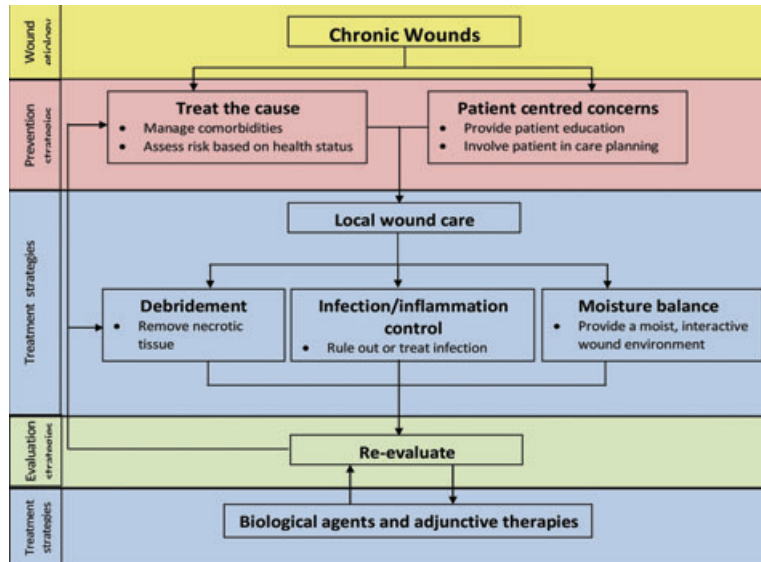 Wound
Chronic Wounds
Prevention
Treat the cause
• Manage comorbidities
• Assess risk based on health status
Patient centred concerns
• Provide patient education
• Involve patient in care planning
Treatment strategies
Local wound care
Debridement
• Remove necrotic
tissue
Infection/inflammation
control
• Rule out or treat infection
Moisture balance
• Provide a moist, interactive
wound environment
Evaluation
Re-evaluate
Treatment
strategies
Biological agents and adjunctive therapies